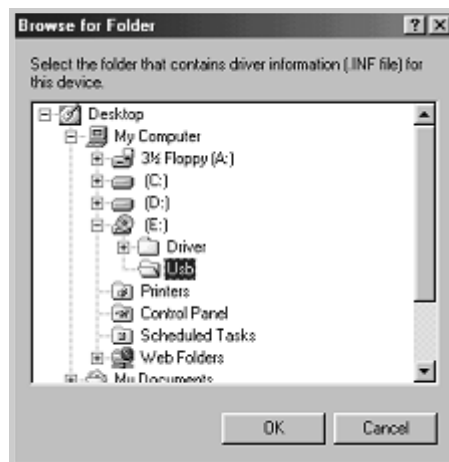 Browse for Folder
Select the folder that contains driver information (.INF file) for
this device.
Desktop
My Computer
3½ Floppy (A:)
(C:)
(D:)
(E:)
Driver
Usb
Printers
Control Panel
Scheduled Tasks
Web Folders
My Documents
OK Cancel